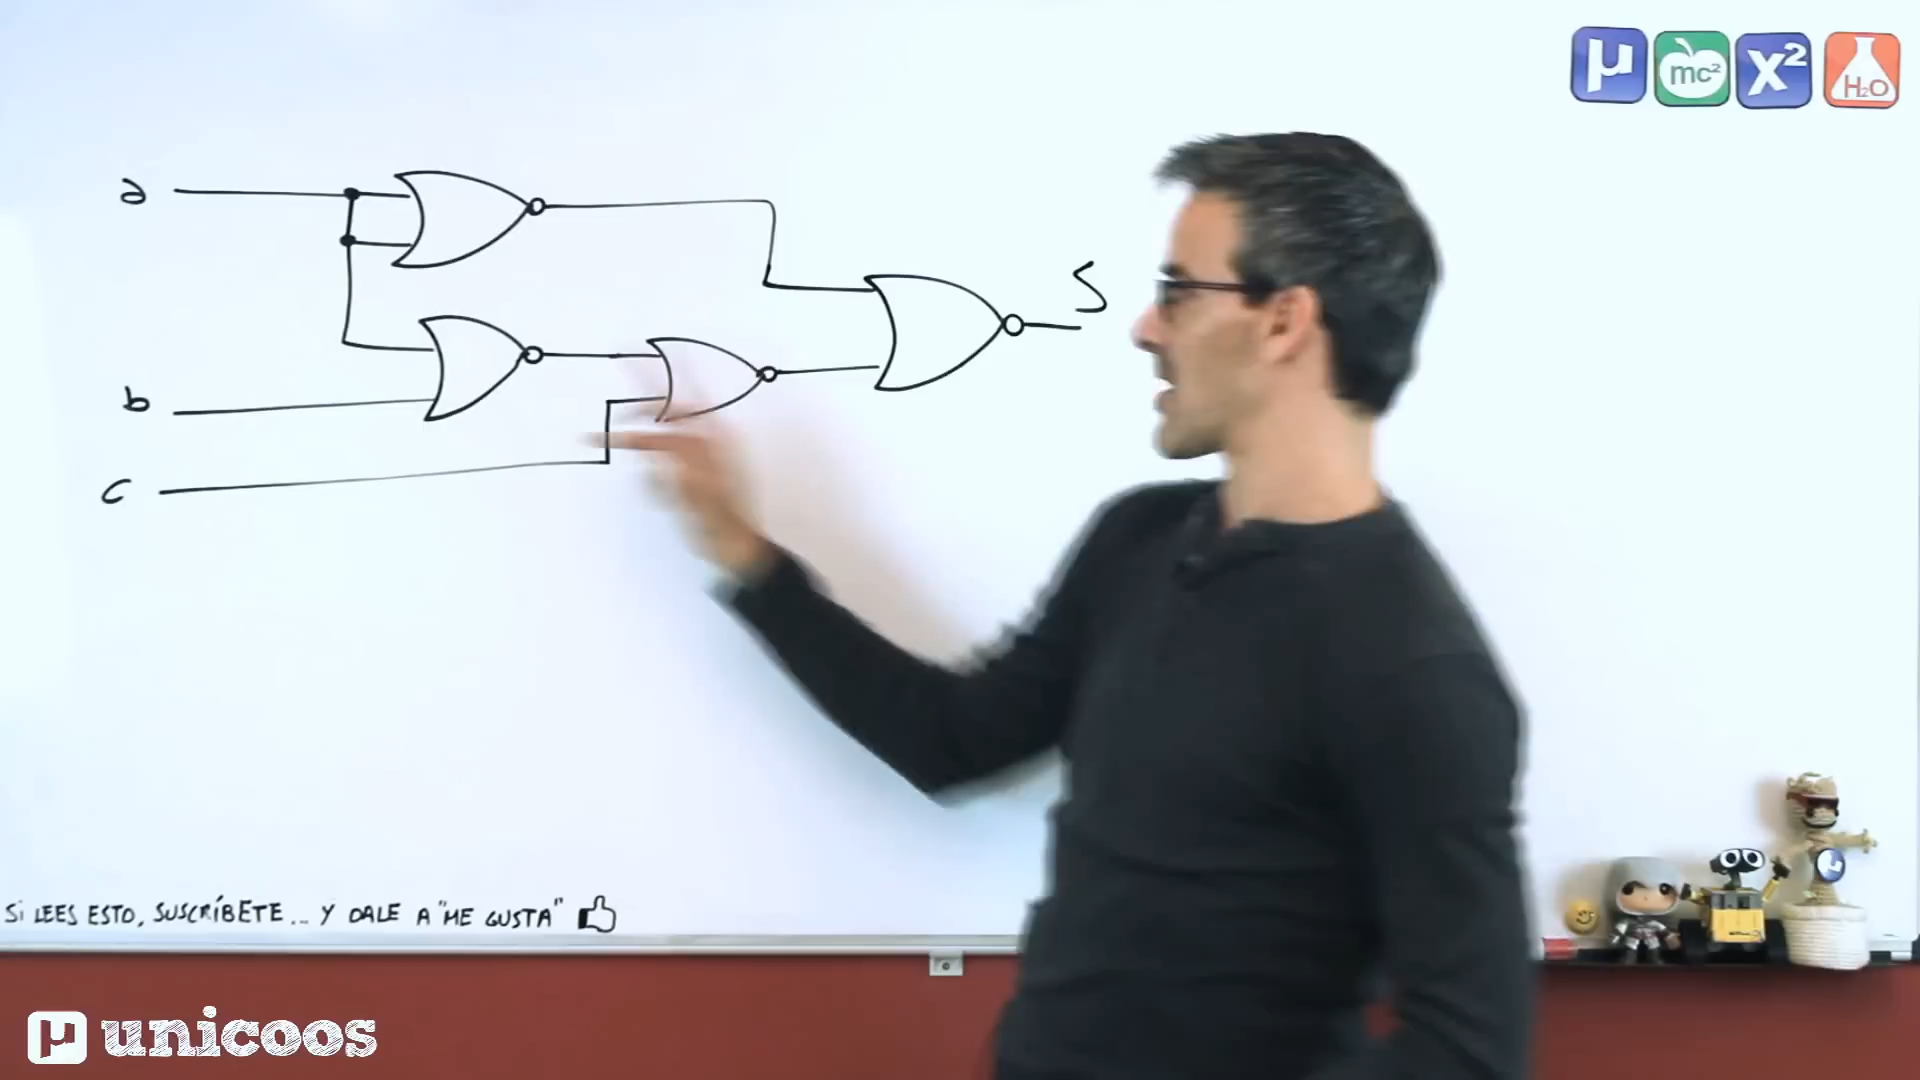 μ mc² x² H₂O
a
S
b
c
Si LEES ESTO, SUSCRÍBETE... Y DALE A "ME GUSTA"
μ unicoos